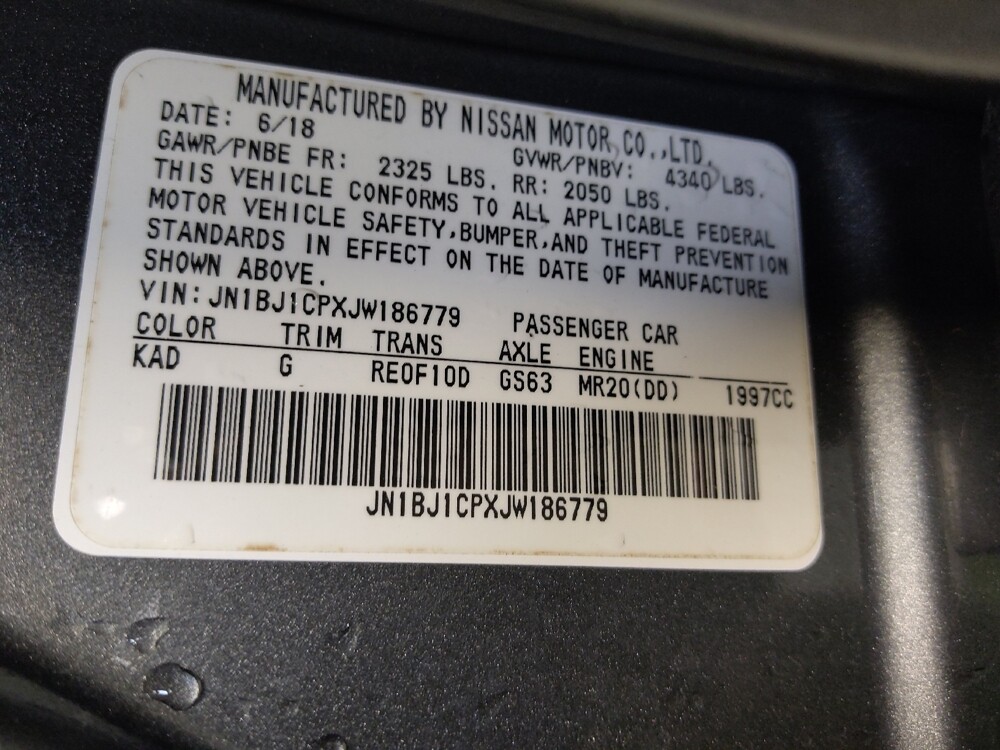 MANUFACTURED BY NISSAN MOTOR CO.,LTD.
DATE: 6/18 GVWR/PNBV: 4340 LBS.
GAWR/PNBE FR: 2325 LBS. RR: 2050 LBS.
THIS VEHICLE CONFORMS TO ALL APPLICABLE FEDERAL
MOTOR VEHICLE SAFETY,BUMPER,AND THEFT PREVENTION
STANDARDS IN EFFECT ON THE DATE OF MANUFACTURE
SHOWN ABOVE.
VIN: JN1BJ1CPXJW186779 PASSENGER CAR
COLOR TRIM TRANS AXLE ENGINE
KAD G RE0F10D GS63 MR20(DD) 1997CC
JN1BJ1CPXJW186779